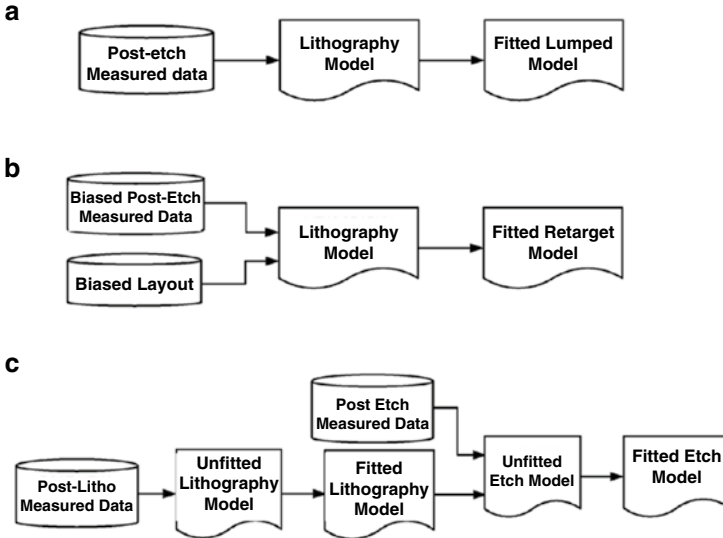 a
Post-etch
Measured data
Lithography
Model
Fitted Lumped
Model
b
Biased Post-Etch
Measured Data
Biased Layout
Lithography
Model
Fitted Retarget
Model
c
Post Etch
Measured Data
Post-Litho
Measured Data
Unfitted
Lithography
Model
Fitted
Lithography
Model
Unfitted
Etch Model
Fitted Etch
Model